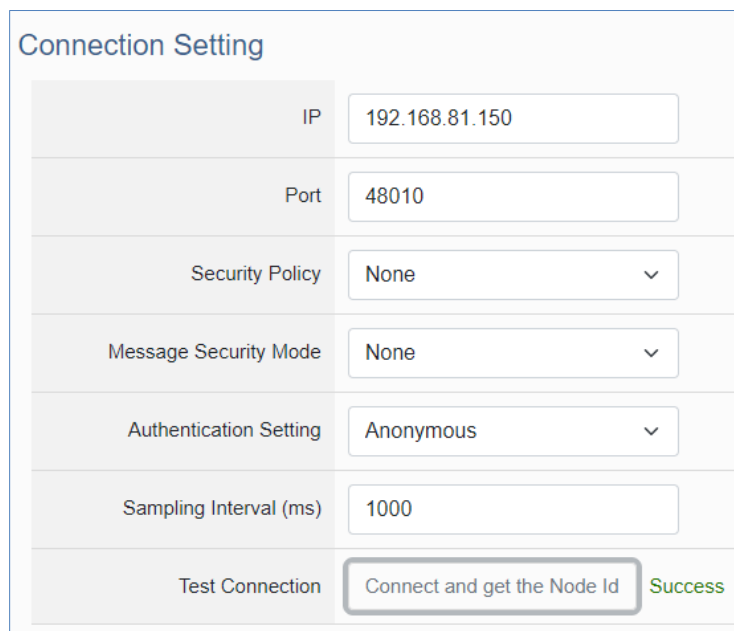 Connection Setting
IP 192.168.81.150
Port 48010
Security Policy None
Message Security Mode None
Authentication Setting Anonymous
Sampling Interval (ms) 1000
Test Connection Connect and get the Node Id Success